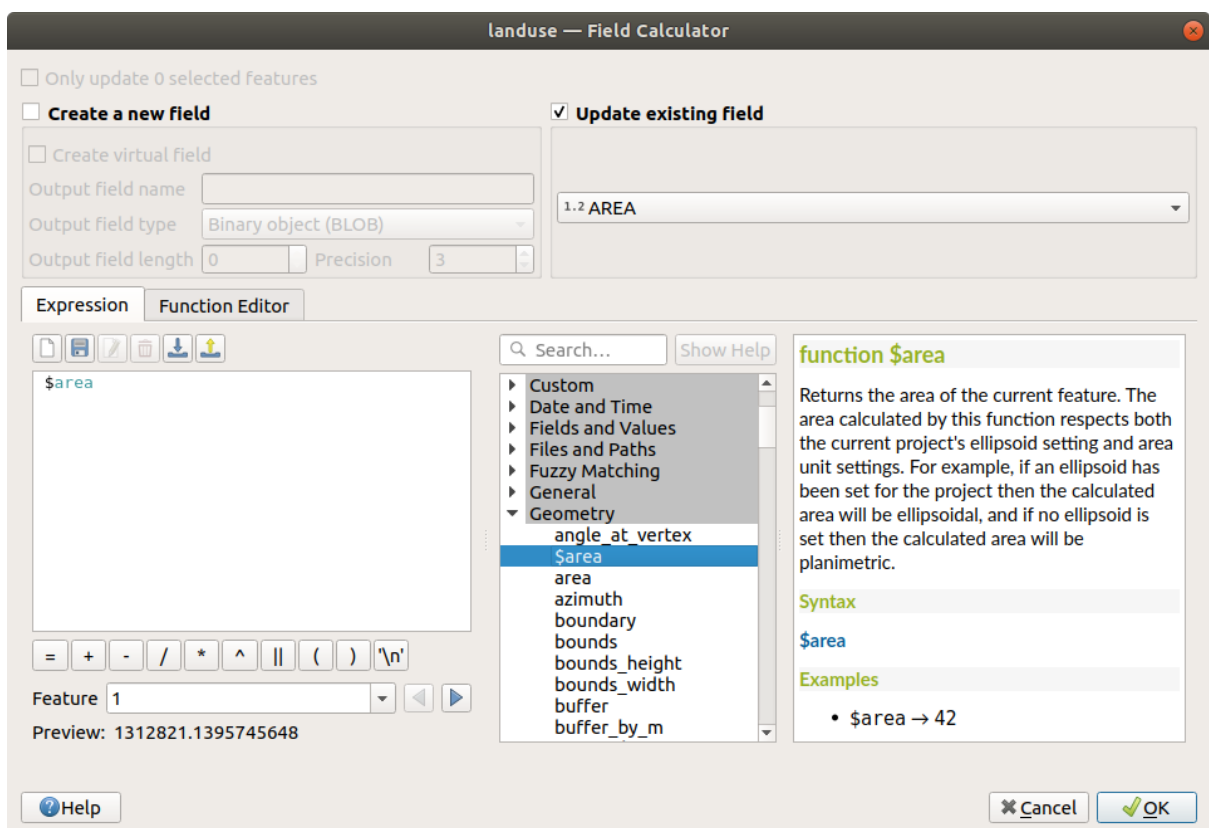 landuse — Field Calculator
Only update 0 selected features
Create a new field
Update existing field
Create virtual field
Output field name
1.2 AREA
Output field type Binary object (BLOB)
Output field length 0 Precision 3
Expression Function Editor
$area
= + - / * ^ || ( ) '\n'
Feature 1
Preview: 1312821.1395745648
Search... Show Help
Custom
Date and Time
Fields and Values
Files and Paths
Fuzzy Matching
General
Geometry
angle_at_vertex
$area
area
azimuth
boundary
bounds
bounds_height
bounds_width
buffer
buffer_by_m
function $area
Returns the area of the current feature. The
area calculated by this function respects both
the current project's ellipsoid setting and area
unit settings. For example, if an ellipsoid has
been set for the project then the calculated
area will be ellipsoidal, and if no ellipsoid is
set then the calculated area will be
planimetric.
Syntax
$area
Examples
• $area → 42
Help
Cancel OK